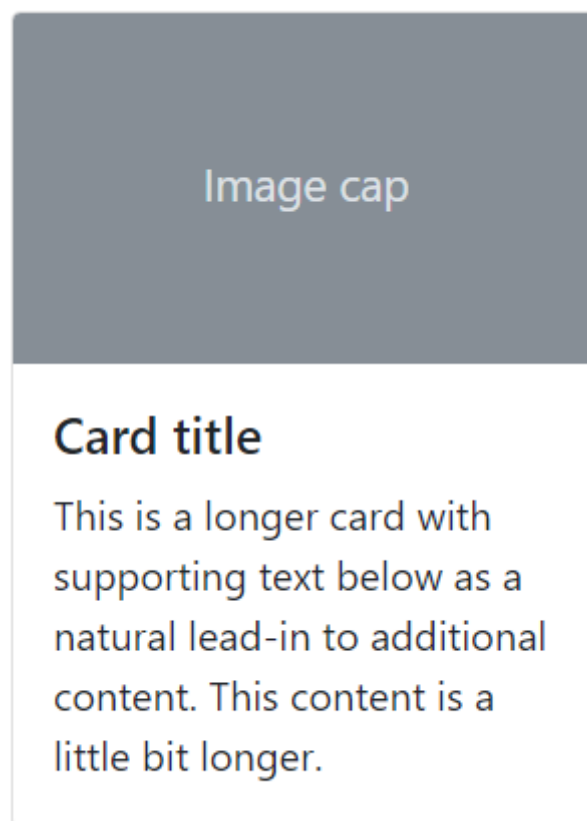 Image cap
Card title
This is a longer card with
supporting text below as a
natural lead-in to additional
content. This content is a
little bit longer.